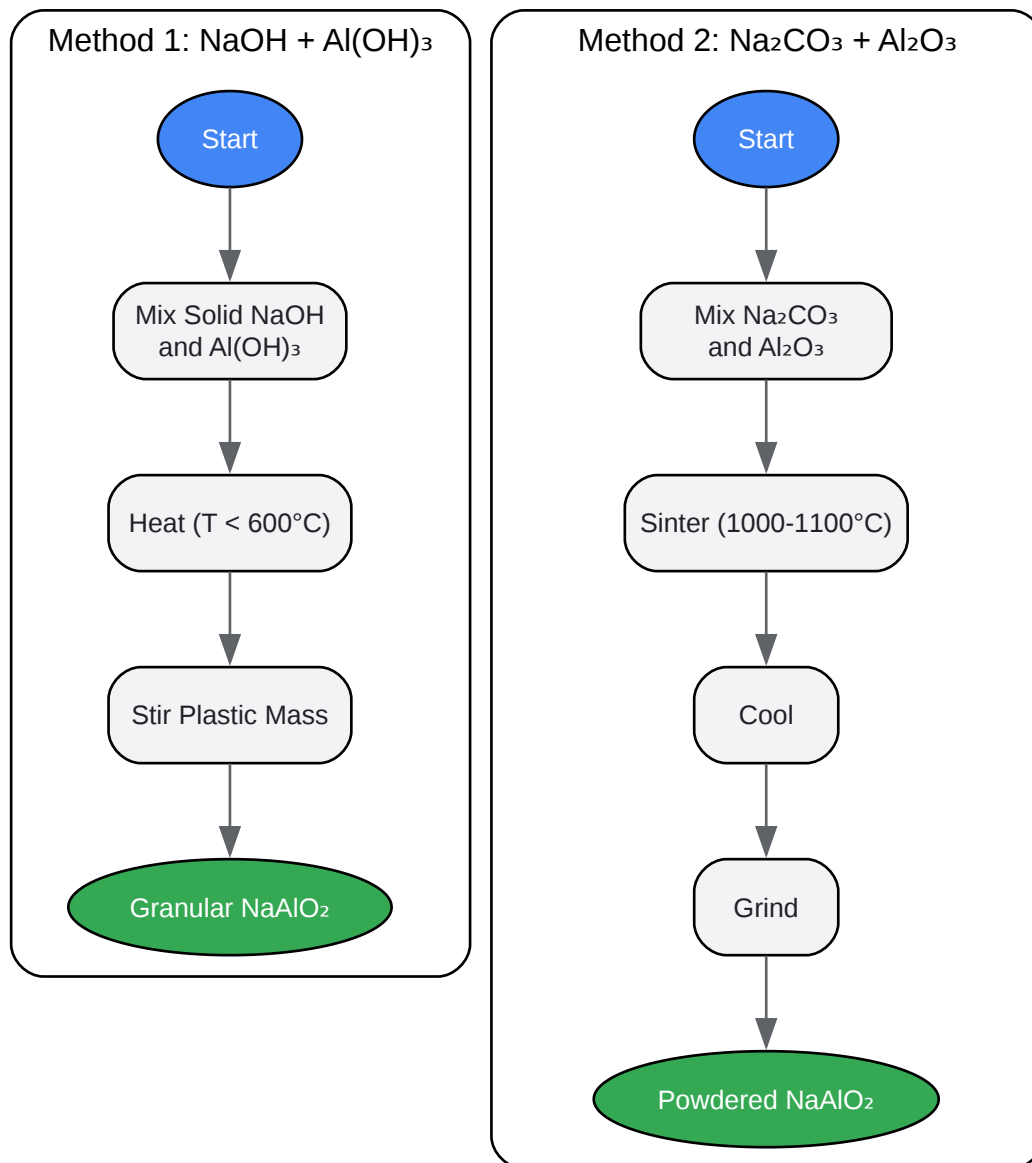 Method 1: NaOH + Al(OH)₃
Start
Mix Solid NaOH
and Al(OH)₃
Heat (T < 600°C)
Stir Plastic Mass
Granular NaAlO₂
Method 2: Na₂CO₃ + Al₂O₃
Start
Mix Na₂CO₃
and Al₂O₃
Sinter (1000-1100°C)
Cool
Grind
Powdered NaAlO₂